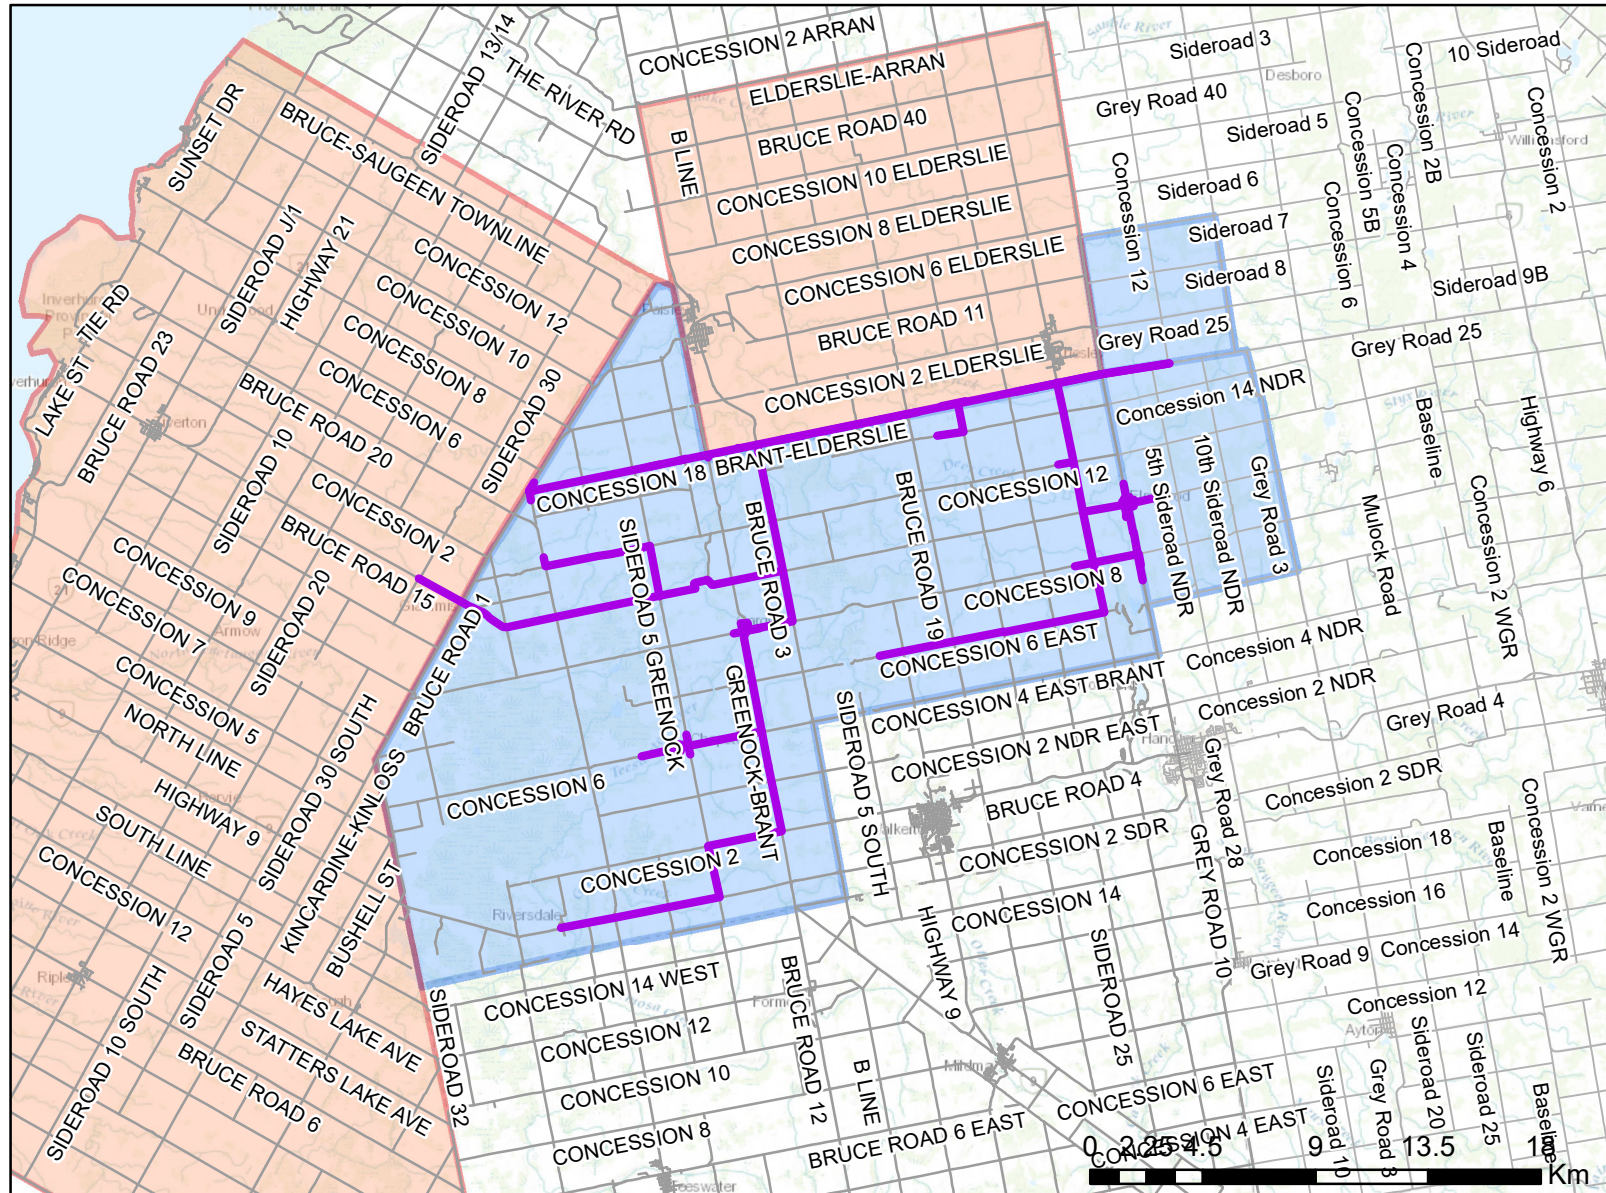 CONCESSION 2 ARRAN
Sideroad 3
10 Sideroad
SIDEROAD 13/14
THE-RIVER RD
ELDERSLIE-ARRAN
Desboro
Concession 2B
SUNSET DR
BRUCE-SAUGEEN TOWNLINE
B LINE
BRUCE ROAD 40
Grey Road 40
Sideroad 5
Concession 5B
Concession 4
Concession 2
CONCESSION 10 ELDERSLIE
Concession 12
Sideroad 6
Concession 6
SIDEROAD J/1
HIGHWAY 21
CONCESSION 12
CONCESSION 8 ELDERSLIE
Sideroad 7
CONCESSION 10
CONCESSION 6 ELDERSLIE
Sideroad 8
Sideroad 9B
LAKE ST
TIE RD
BRUCE ROAD 23
CONCESSION 8
BRUCE ROAD 11
Grey Road 25
Grey Road 25
CONCESSION 6
SIDEROAD 30
CONCESSION 2 ELDERSLIE
Concession 14 NDR
Baseline
Highway 6
BRUCE ROAD 20
SIDEROAD 10
CONCESSION 2
CONCESSION 18
BRANT-ELDERSLIE
BRUCE ROAD 19
CONCESSION 12
5th Sideroad NDR
10th Sideroad NDR
Grey Road 3
Mulock Road
Concession 2 WGR
BRUCE ROAD 15
CONCESSION 9
CONCESSION 7
SIDEROAD 20
Armow
SIDEROAD 5 GREENOCK
BRUCE ROAD 3
CONCESSION 8
BRUCE ROAD 1
CONCESSION 6 EAST
Concession 4 NDR
CONCESSION 5
NORTH LINE
SIDEROAD 30 SOUTH
GREENOCK-BRANT
SIDEROAD 5 SOUTH
CONCESSION 4 EAST BRANT
Concession 2 NDR
Grey Road 4
CONCESSION 2 NDR EAST
HIGHWAY 9
KINCARDINE-KINLOSS
CONCESSION 6
BRUCE ROAD 4
Grey Road 28
Concession 2 SDR
SOUTH LINE
CONCESSION 12
BUSHELL ST
CONCESSION 2
CONCESSION 2 SDR
GREY ROAD 10
Concession 18
Baseline
Concession 2 WGR
Riversdale
SIDEROAD 5
CONCESSION 14
Concession 16
HIGHWAY 9
SIDEROAD 25
Grey Road 9
Concession 14
SIDEROAD 10 SOUTH
HAYES LAKE AVE
STATTERS LAKE AVE
BRUCE ROAD 6
SIDEROAD 32
CONCESSION 14 WEST
CONCESSION 12
CONCESSION 10
CONCESSION 8
BRUCE ROAD 12
B LINE
BRUCE ROAD 6 EAST
CONCESSION 6 EAST
CONCESSION 4 EAST
Concession 12
Sideroad 10
Grey Road 3
Sideroad 20
Sideroad 25
Baseline
0 2.25 4.5 9 13.5 18
Km